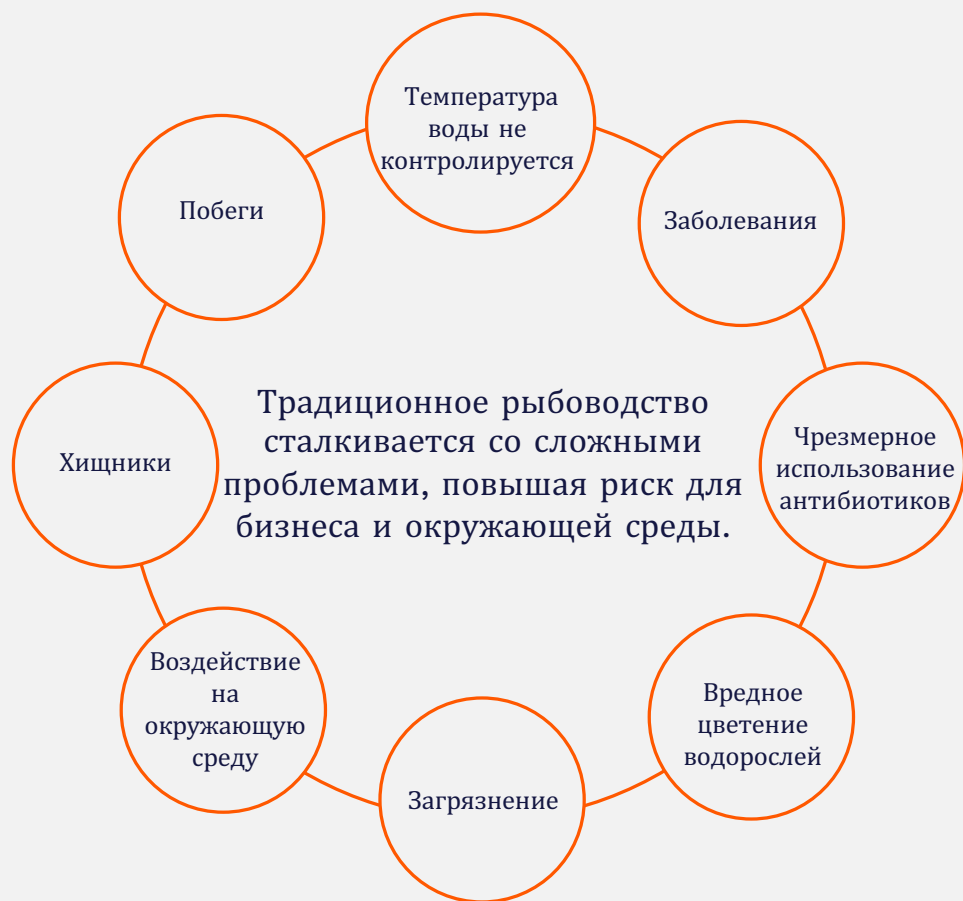 Температура
воды не
контролируется
Заболевания
Чрезмерное
использование
антибиотиков
Вредное
цветение
водорослей
Загрязнение
Воздействие
на
окружающую
среду
Хищники
Побеги
Традиционное рыбоводство
сталкивается со сложными
проблемами, повышая риск для
бизнеса и окружающей среды.